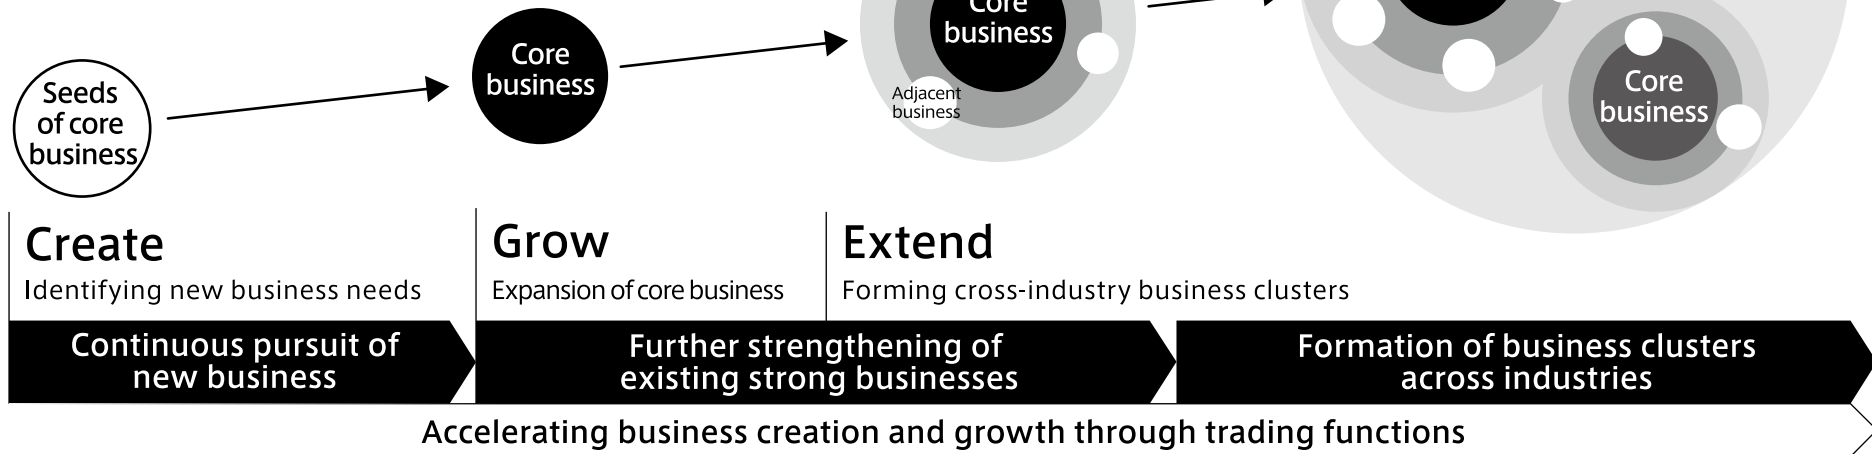 Seeds
of core
business
Core
business
Core
business
Adjacent
business
Core
business
Create
Identifying new business needs
Grow
Expansion of core business
Extend
Forming cross-industry business clusters
Continuous pursuit of
new business
Further strengthening of
existing strong businesses
Formation of business clusters
across industries
Accelerating business creation and growth through trading functions